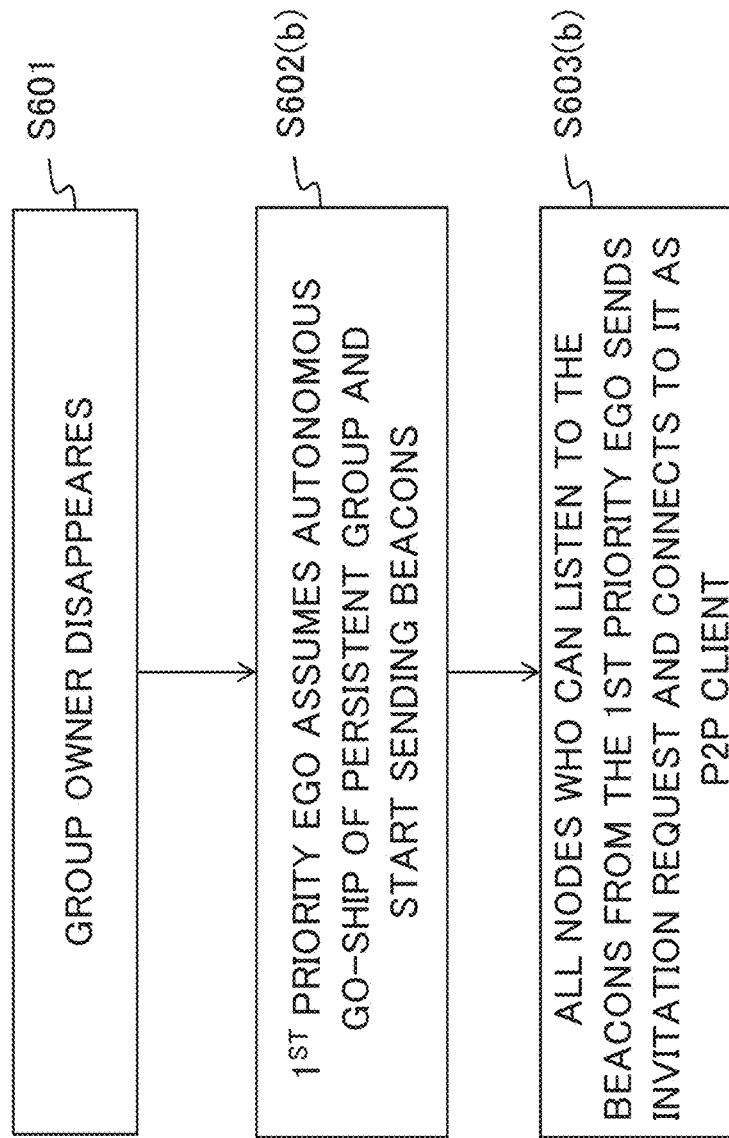 S601
GROUP OWNER DISAPPEARES
S602(b)
1ST PRIORITY EGO ASSUMES AUTONOMOUS
GO-SHIP OF PERSISTENT GROUP AND
START SENDING BEACONS
S603(b)
ALL NODES WHO CAN LISTEN TO THE
BEACONS FROM THE 1ST PRIORITY EGO SENDS
INVITATION REQUEST AND CONNECTS TO IT AS
P2P CLIENT